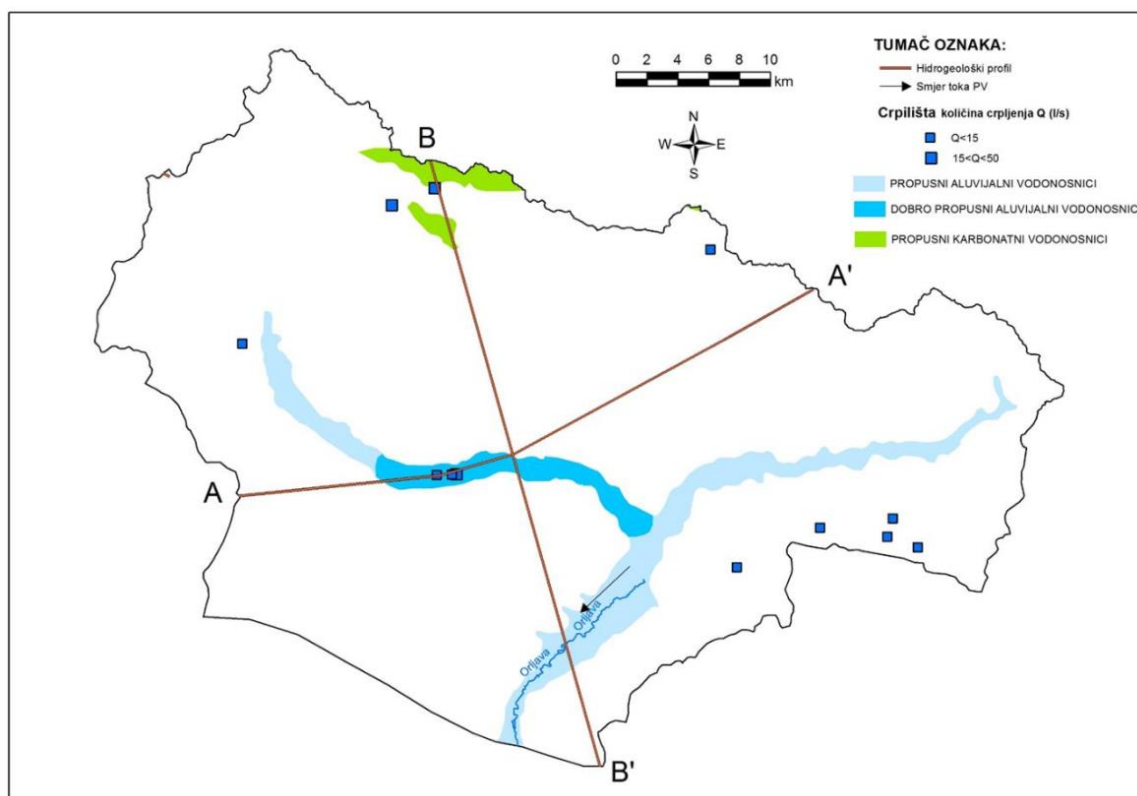 0 2 4 6 8 10
km
N
W E
S
TUMAČ OZNAKA:
Hidrogeološki profil
Smjer toka PV
Crpilišta količina crpljenja Q (l/s)
Q<15
15<Q<50
PROPUSNI ALUVIJALNI VODONOSNICI
DOBRO PROPUSNI ALUVIJALNI VODONOSNIC
PROPUSNI KARBONATNI VODONOSNICI
B
A'
A
Orljava
Orljava
B'